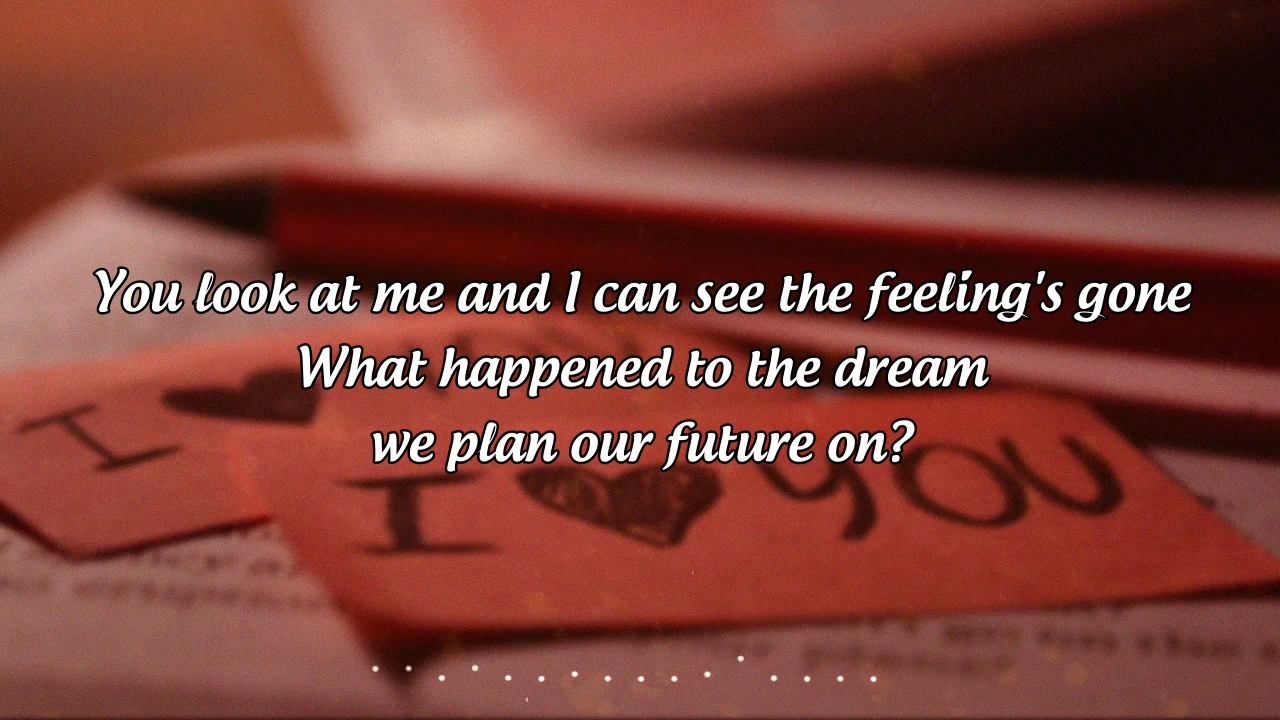 You look at me and I can see the feeling's gone
What happened to the dream
we plan our future on?
I ♥
I ♥ YOU